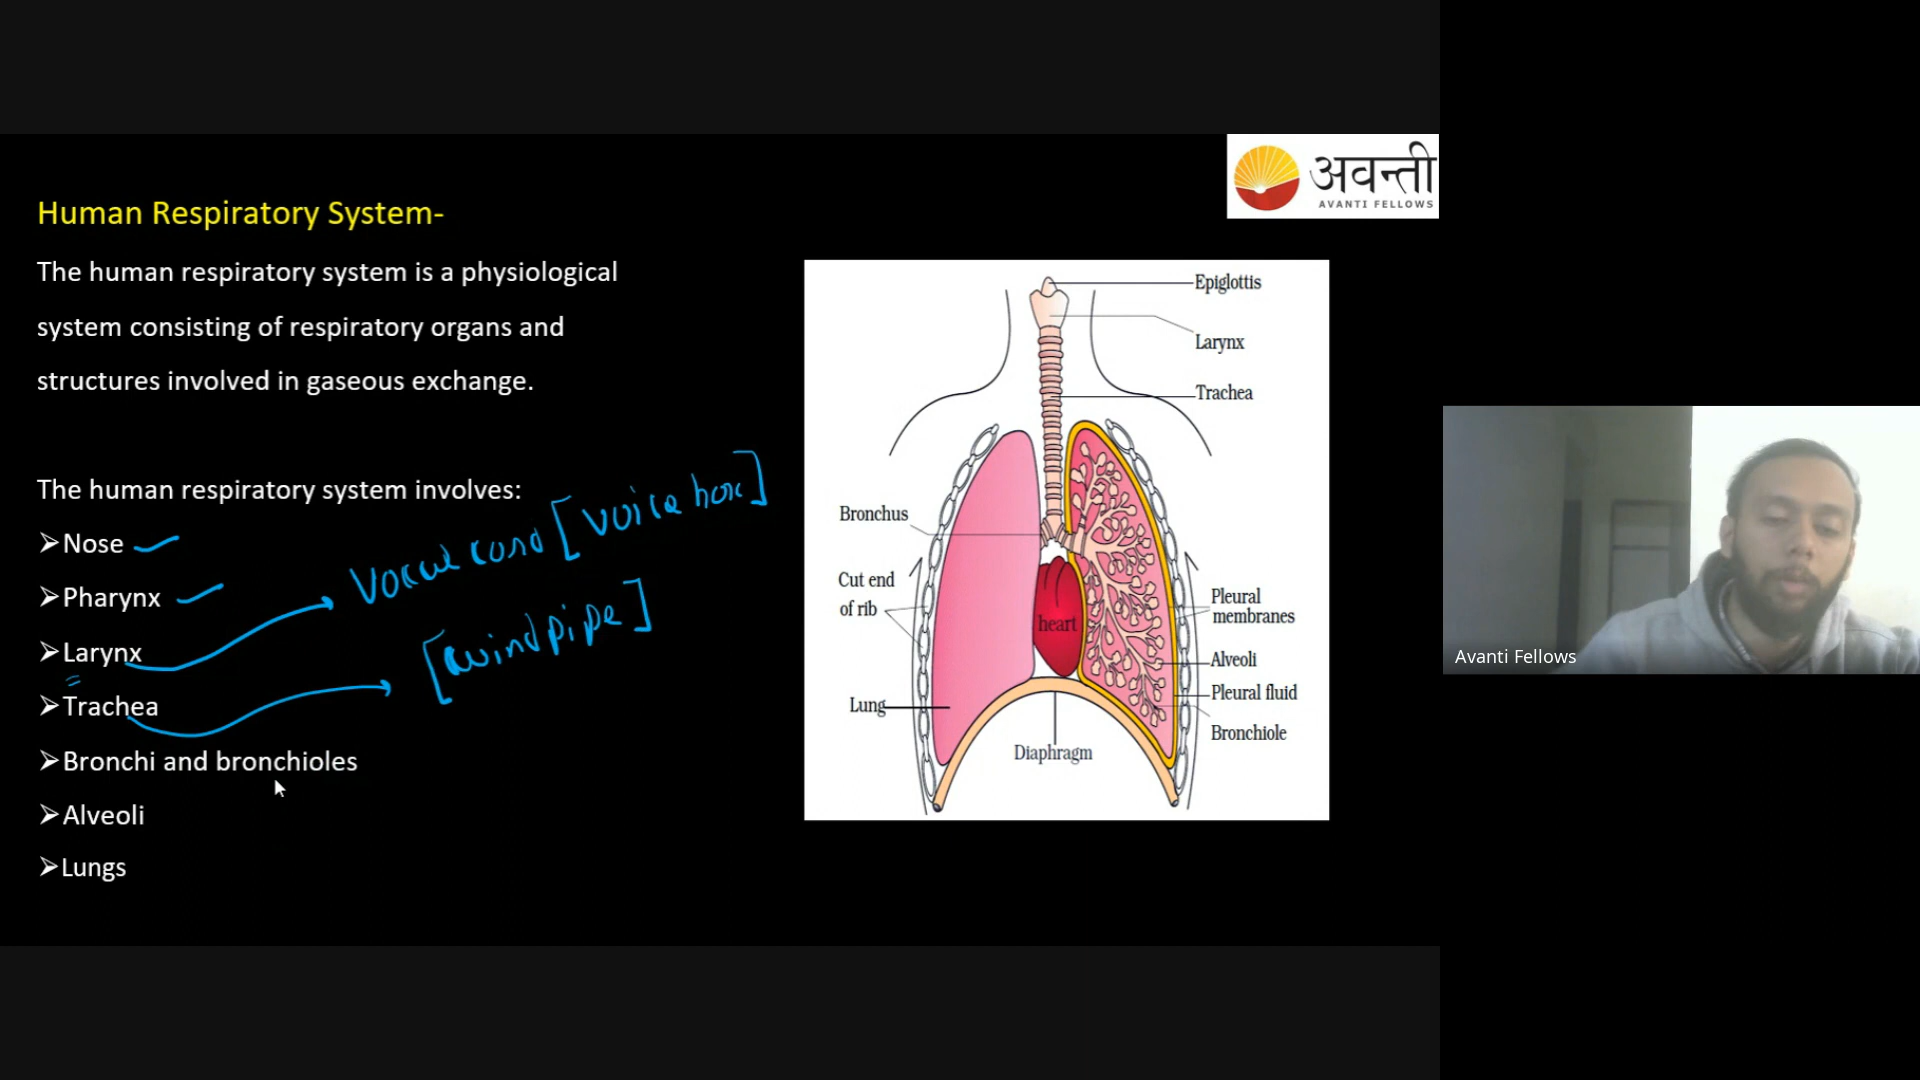 अवन्ती
AVANTI FELLOWS
Human Respiratory System-
The human respiratory system is a physiological
system consisting of respiratory organs and
structures involved in gaseous exchange.
The human respiratory system involves:
➢Nose
➢Pharynx
➢Larynx
➢Trachea
➢Bronchi and bronchioles
➢Alveoli
➢Lungs
Vocal cord [voice box]
[windpipe]
Epiglottis
Larynx
Trachea
Bronchus
Cut end
of rib
heart
Pleural
membranes
Alveoli
Pleural fluid
Lung
Bronchiole
Diaphragm
Avanti Fellows